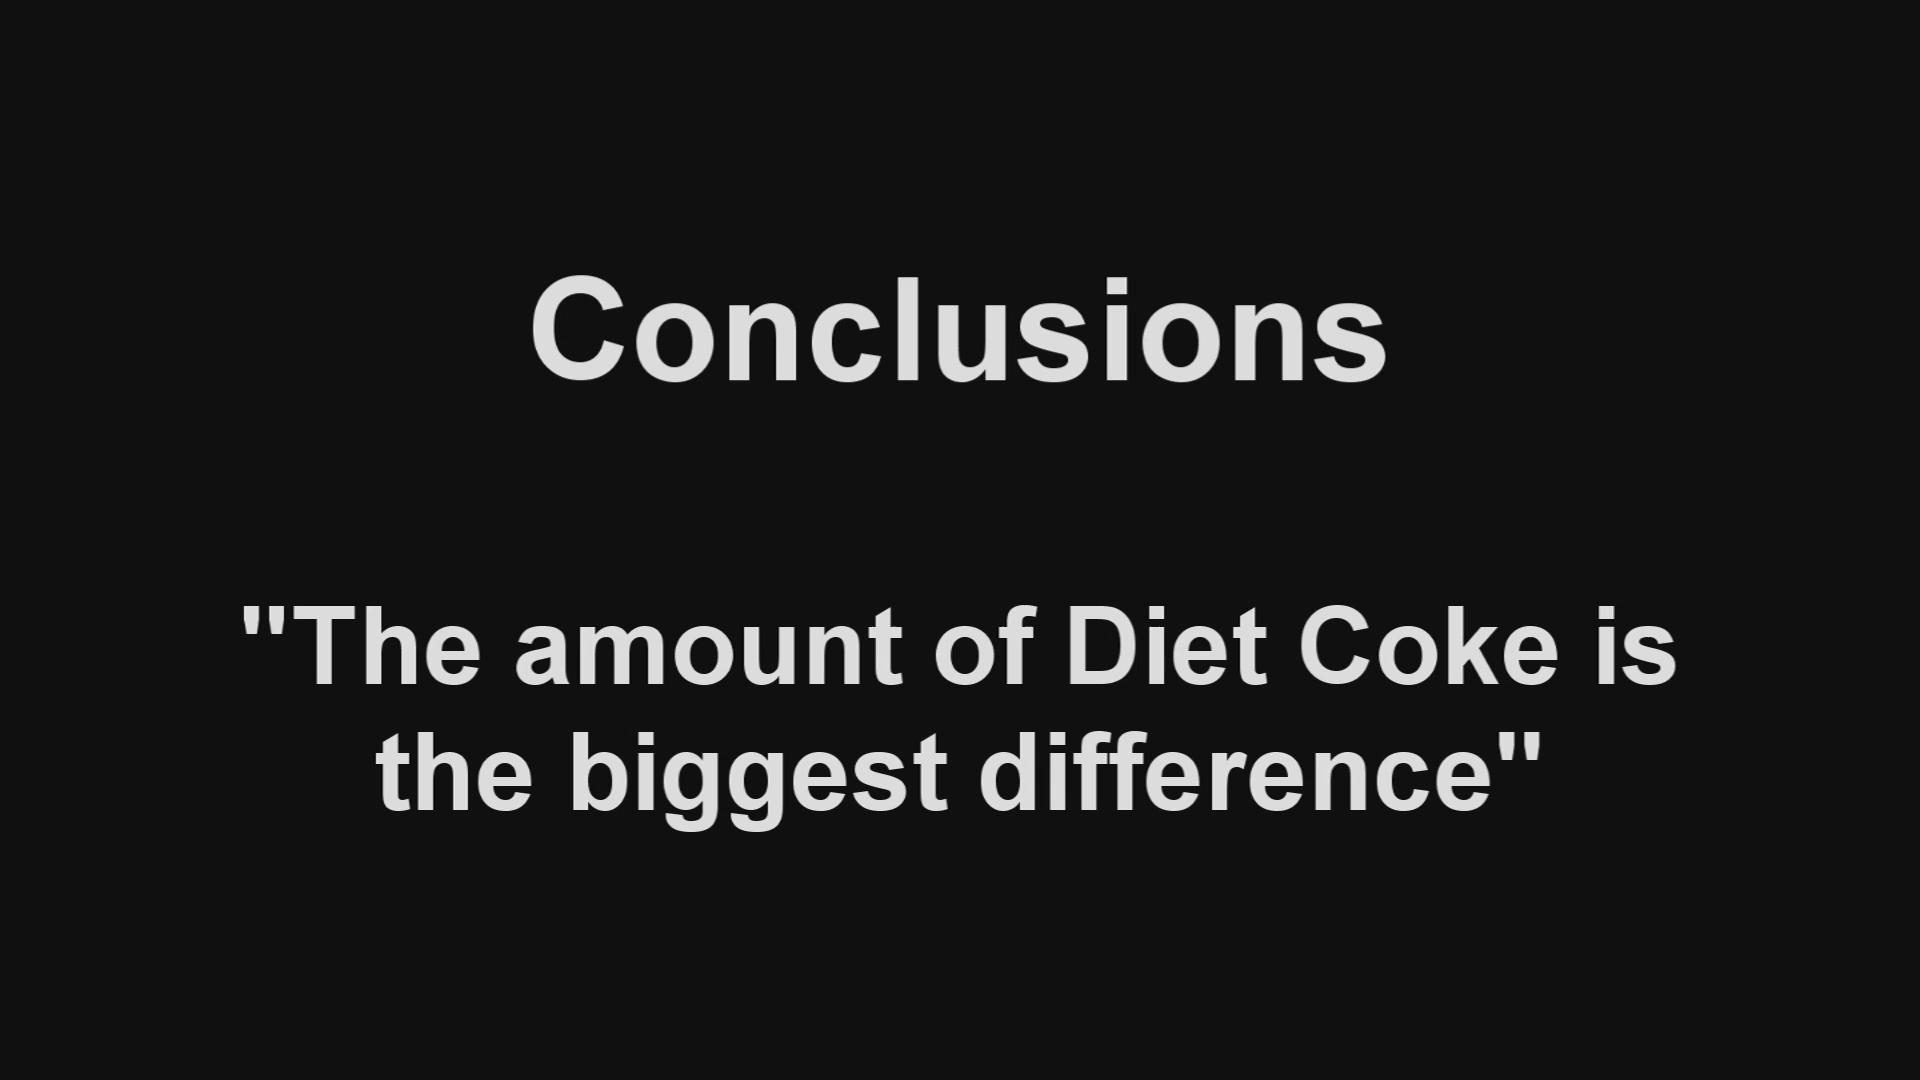 Conclusions
"The amount of Diet Coke is
the biggest difference"